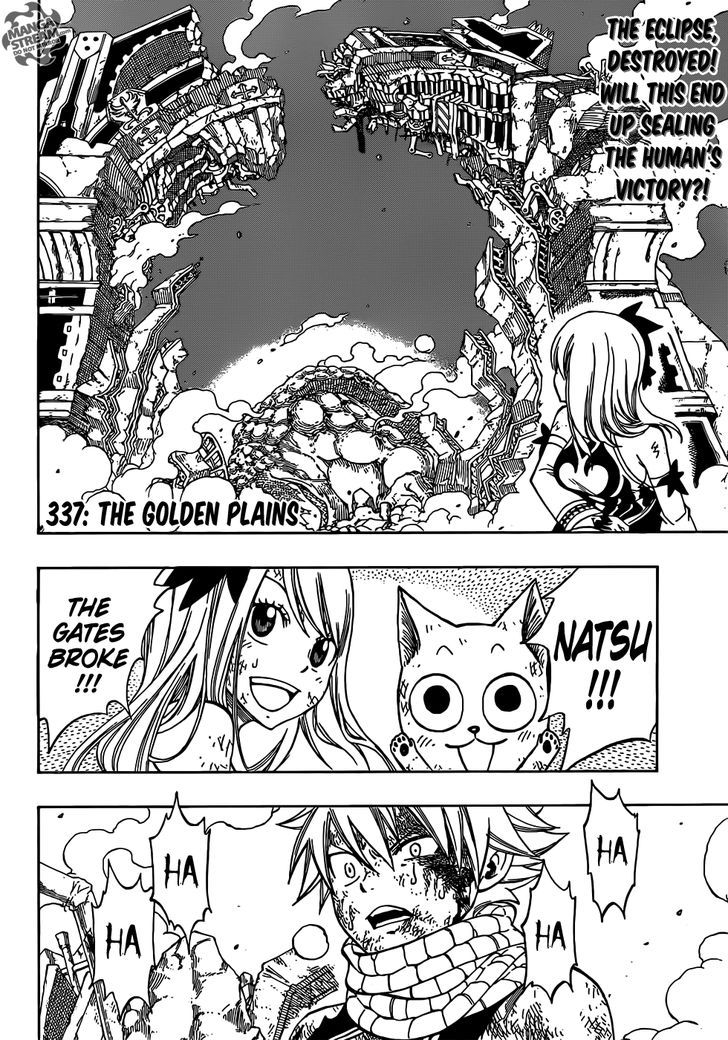 MANGA
STREAM
THE ECLIPSE,
DESTROYED!
WILL THIS END
UP SEALING
THE HUMAN'S
VICTORY?!
337: THE GOLDEN PLAINS
THE
GATES
BROKE
!!!
NATSU
!!!
HA
HA
HA
HA